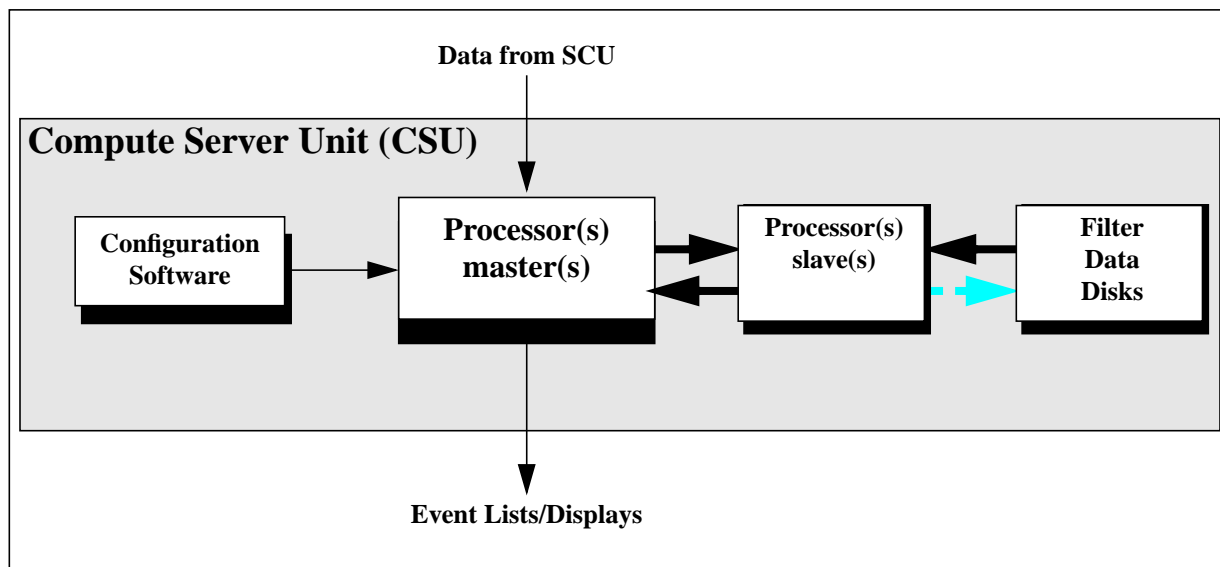 Data from SCU
Compute Server Unit (CSU)
Configuration
Software
Processor(s)
master(s)
Processor(s)
slave(s)
Filter
Data
Disks
Event Lists/Displays